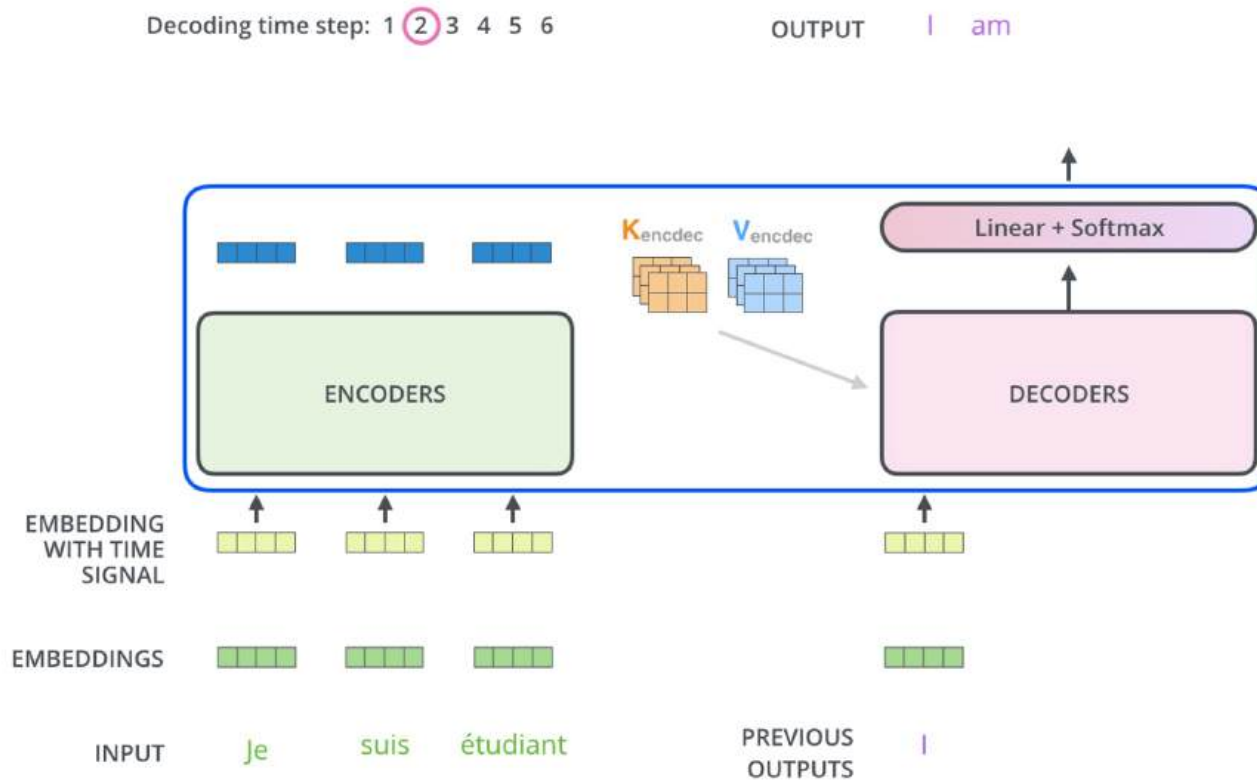 Decoding time step: 1 2 3 4 5 6
OUTPUT I am
Kencdec Vencdec
Linear + Softmax
ENCODERS
DECODERS
EMBEDDING
WITH TIME
SIGNAL
EMBEDDINGS
INPUT Je suis étudiant
PREVIOUS
OUTPUTS
I